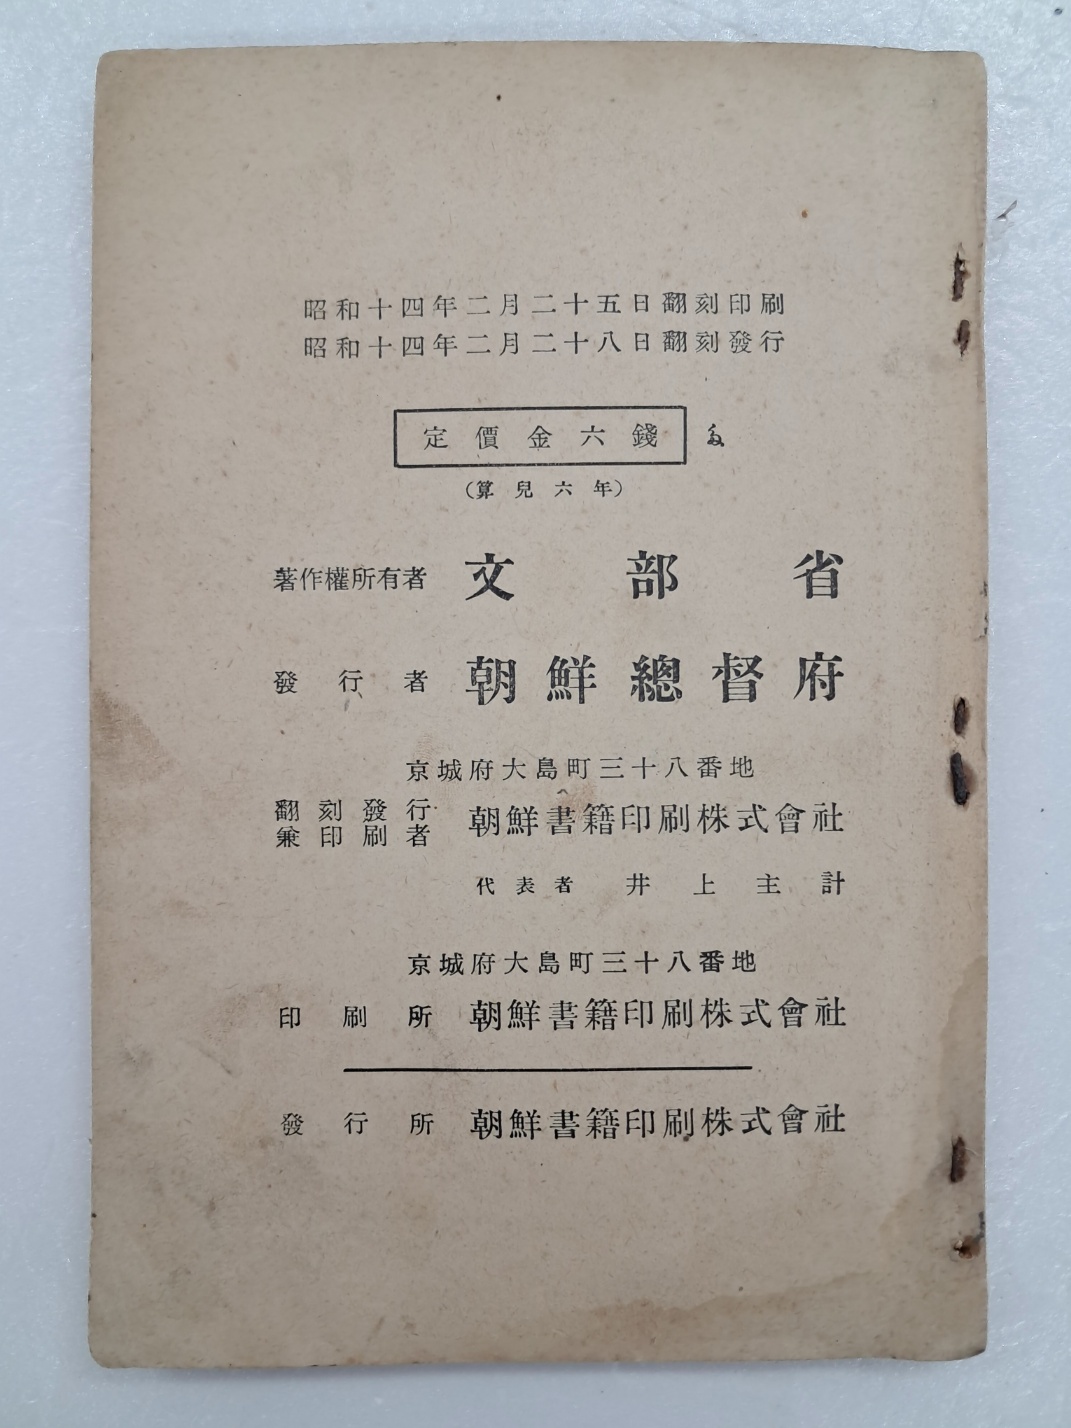 昭和十四年二月二十五日翻刻印刷
昭和十四年二月二十八日翻刻發行
定價金六錢
(算兒六年)
著作權所有者 文部省
發行者 朝鮮總督府
京城府大島町三十八番地
翻刻發行
兼印刷者 朝鮮書籍印刷株式會社
代表者 井上主計
京城府大島町三十八番地
印刷所 朝鮮書籍印刷株式會社
發行所 朝鮮書籍印刷株式會社